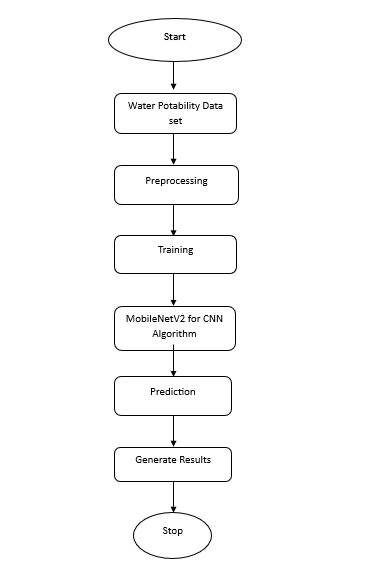 Start
Water Potability Data
set
Preprocessing
Training
MobileNetV2 for CNN
Algorithm
Prediction
Generate Results
Stop